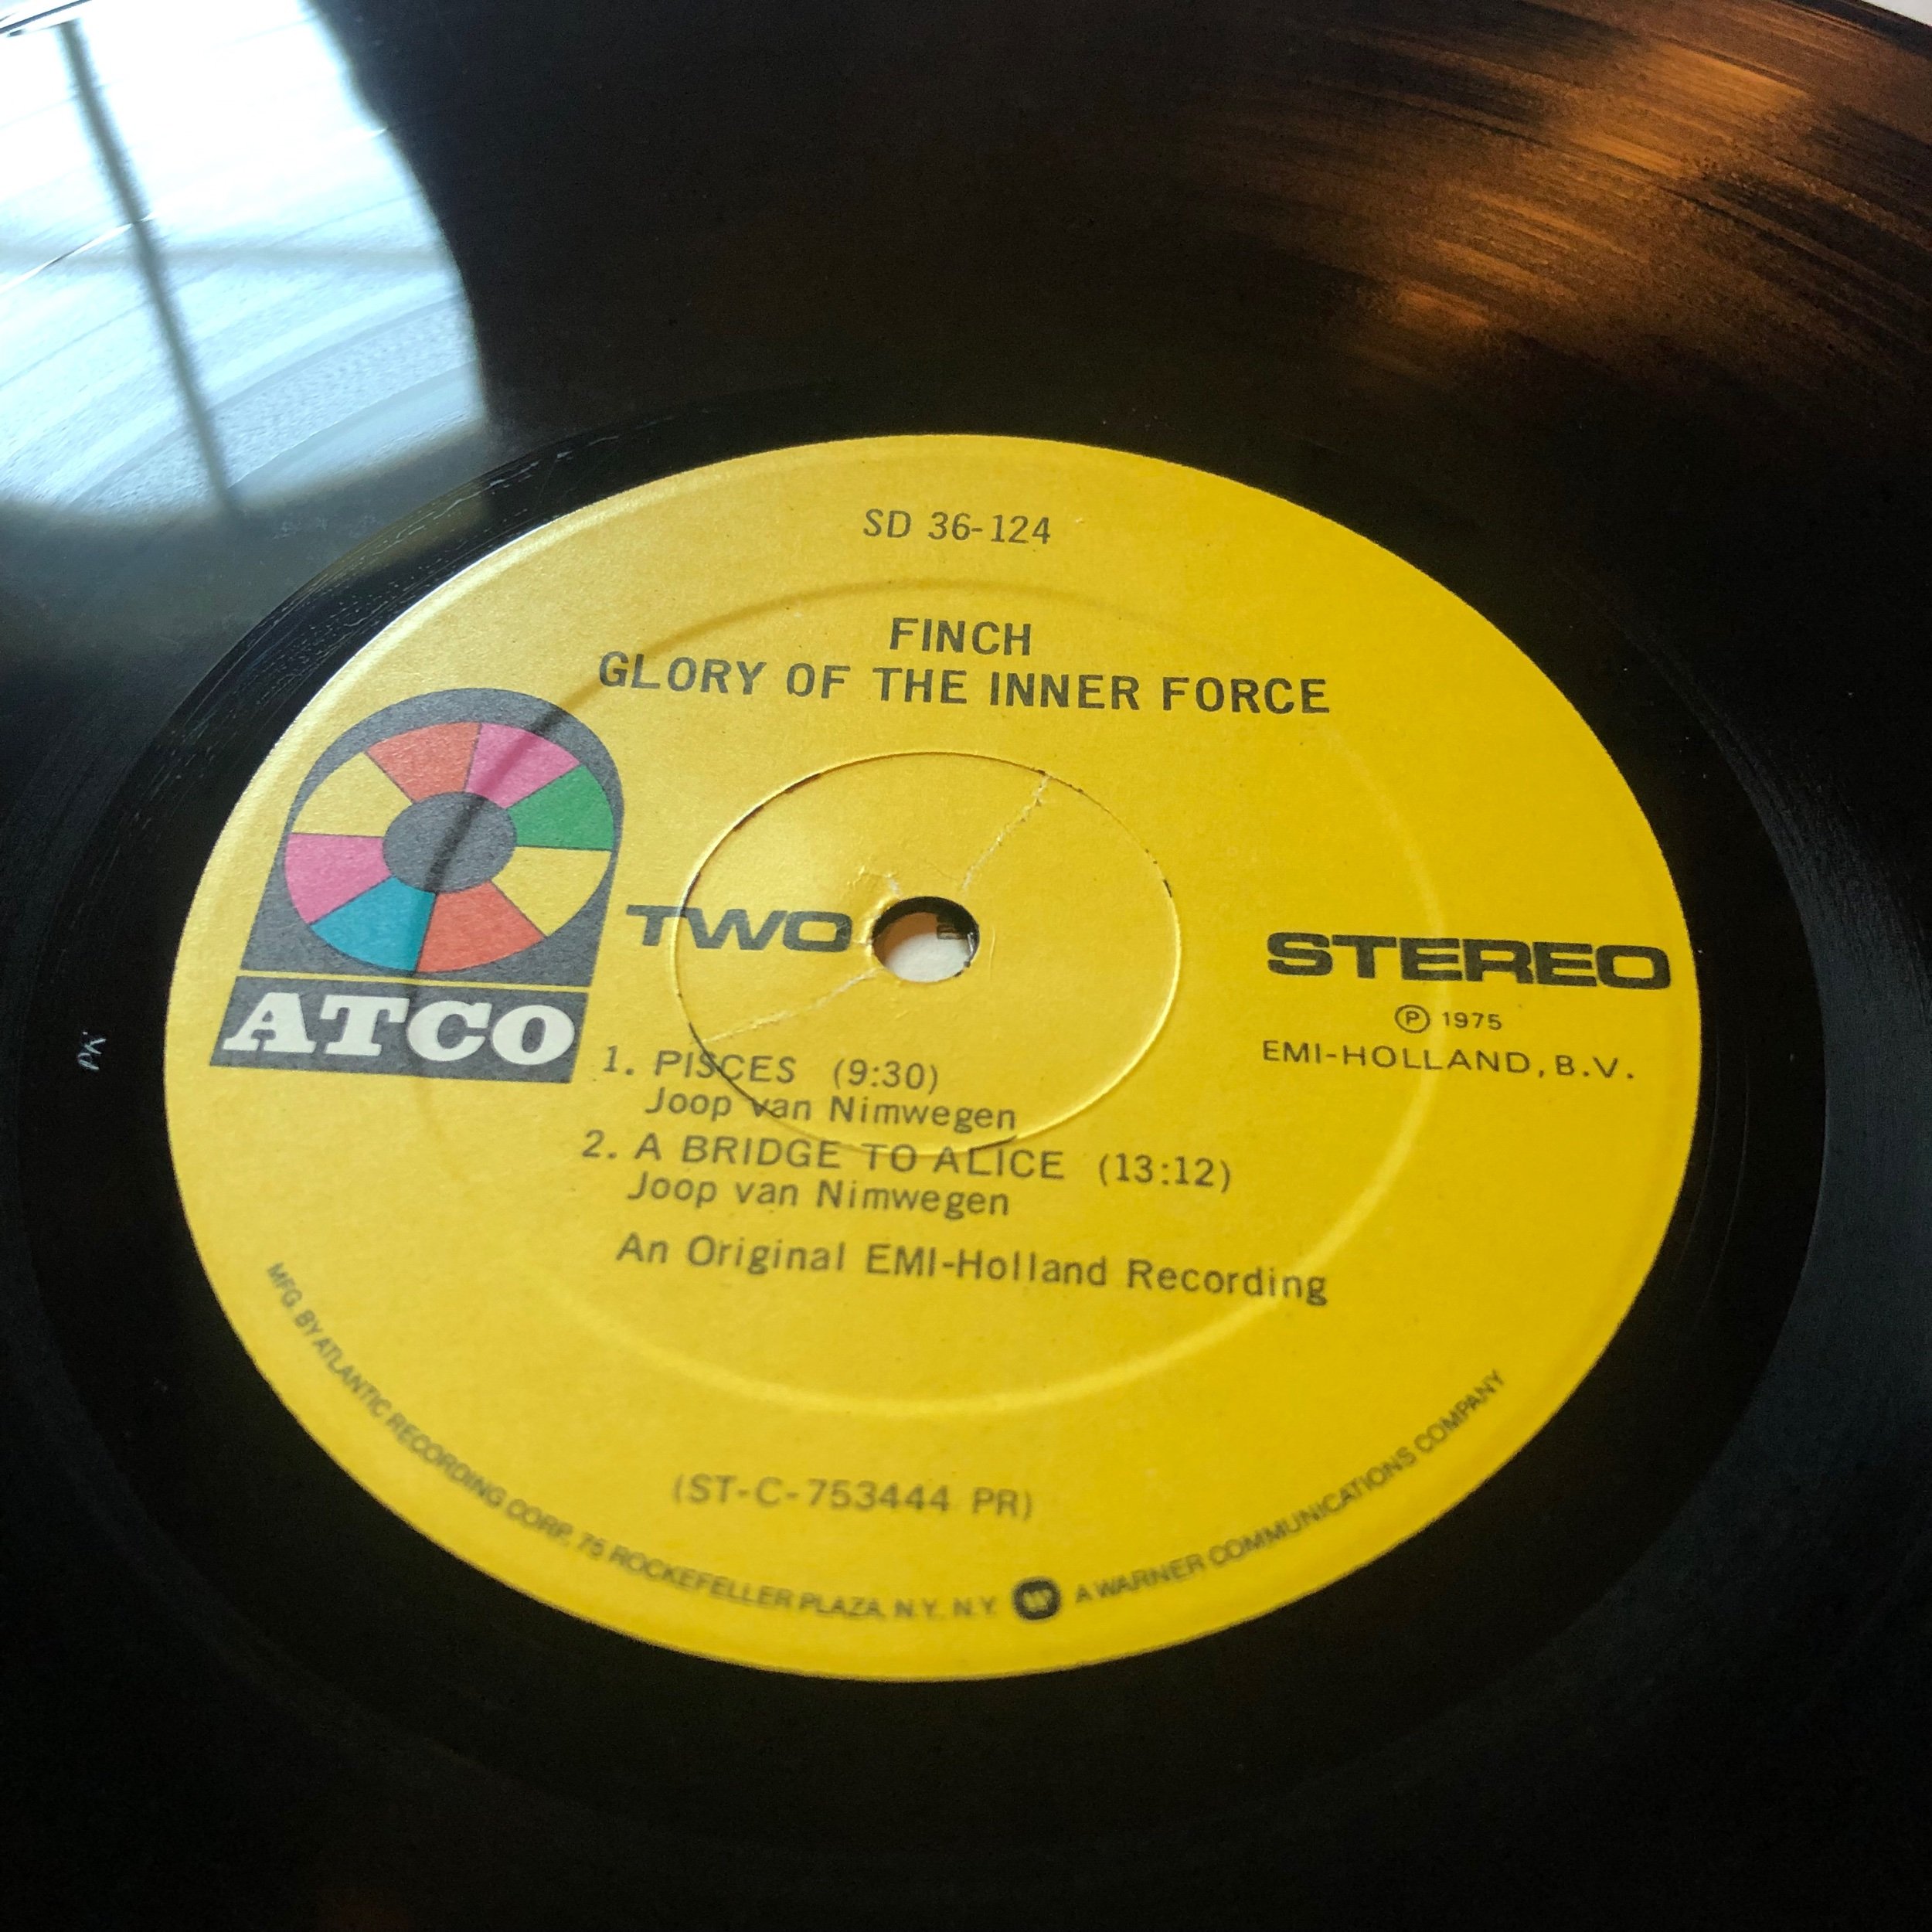 SD 36-124
FINCH
GLORY OF THE INNER FORCE
ATCO
TWO
STEREO
Ⓟ 1975
EMI-HOLLAND, B.V.
1. PISCES (9:30)
Joop van Nimwegen
2. A BRIDGE TO ALICE (13:12)
Joop van Nimwegen
An Original EMI-Holland Recording
(ST-C-753444 PR)
MFG. BY ATLANTIC RECORDING CORP., 75 ROCKEFELLER PLAZA, N.Y., N.Y. A WARNER COMMUNICATIONS COMPANY
PK